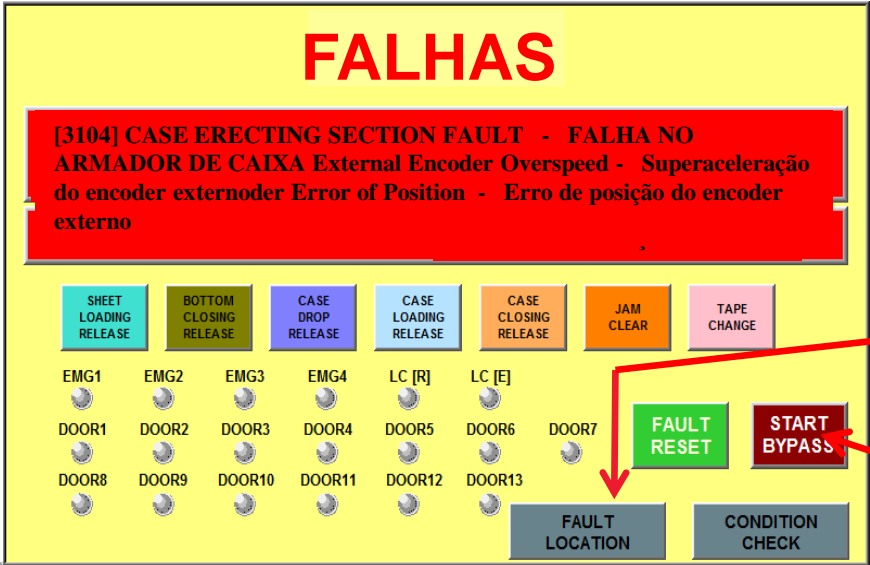 FALHAS
[3104] CASE ERECTING SECTION FAULT - FALHA NO
ARMADOR DE CAIXA External Encoder Overspeed - Superaceleração
do encoder externoder Error of Position - Erro de posição do encoder
externo
SHEET LOADING RELEASE
BOTTOM CLOSING RELEASE
CASE DROP RELEASE
CASE LOADING RELEASE
CASE CLOSING RELEASE
JAM CLEAR
TAPE CHANGE
EMG1 EMG2 EMG3 EMG4 LC [R] LC [E]
DOOR1 DOOR2 DOOR3 DOOR4 DOOR5 DOOR6 DOOR7
FAULT RESET
START BYPASS
DOOR8 DOOR9 DOOR10 DOOR11 DOOR12 DOOR13
FAULT LOCATION
CONDITION CHECK